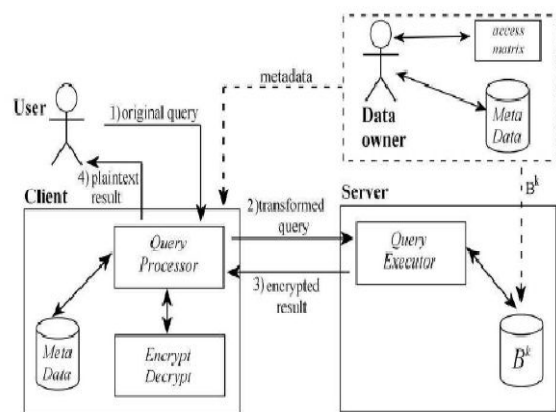 access
matrix
metadata
User
1)original query
Data
owner
Meta
Data
4) plaintext
result
Client
2)transformed
query
Server
B^k
Query
Processor
Query
Executor
3) encrypted
result
Meta
Data
Encrypt
Decrypt
B^k